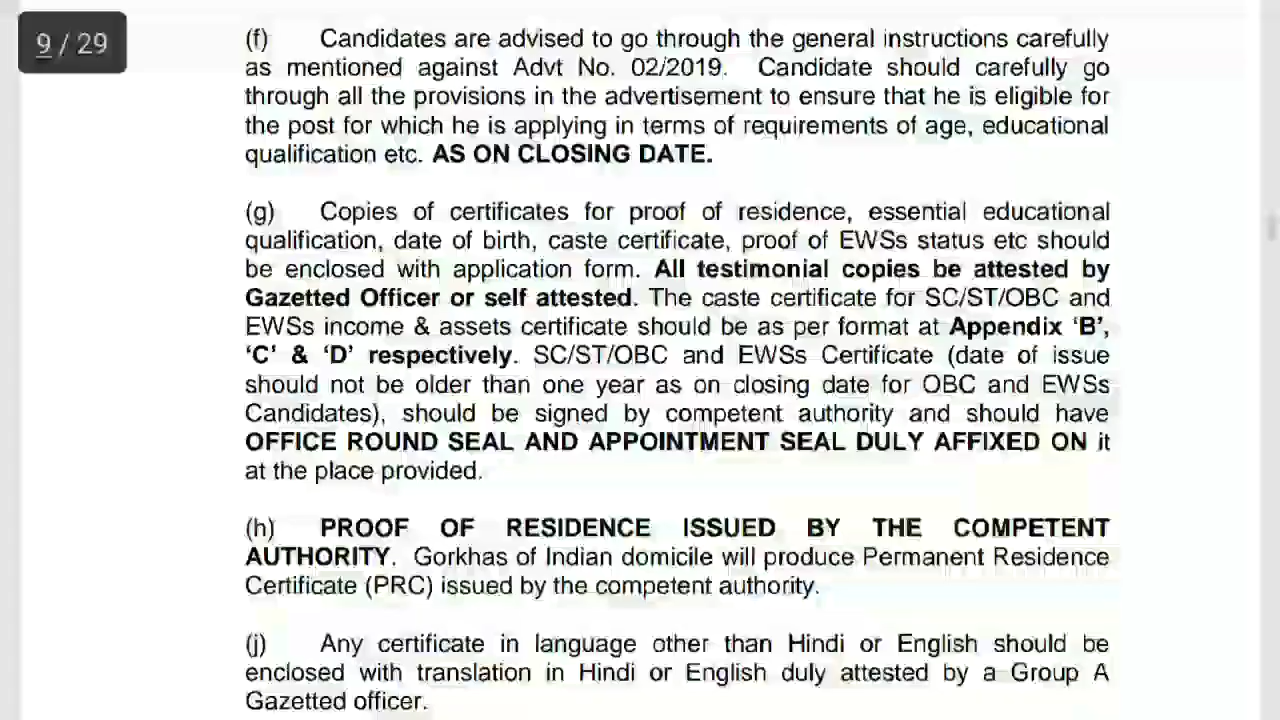 9 / 29
(f) Candidates are advised to go through the general instructions carefully
as mentioned against Advt No. 02/2019. Candidate should carefully go
through all the provisions in the advertisement to ensure that he is eligible for
the post for which he is applying in terms of requirements of age, educational
qualification etc. AS ON CLOSING DATE.
(g) Copies of certificates for proof of residence, essential educational
qualification, date of birth, caste certificate, proof of EWSs status etc should
be enclosed with application form. All testimonial copies be attested by
Gazetted Officer or self attested. The caste certificate for SC/ST/OBC and
EWSs income & assets certificate should be as per format at Appendix ‘B’,
‘C’ & ‘D’ respectively. SC/ST/OBC and EWSs Certificate (date of issue
should not be older than one year as on closing date for OBC and EWSs
Candidates), should be signed by competent authority and should have
OFFICE ROUND SEAL AND APPOINTMENT SEAL DULY AFFIXED ON it
at the place provided.
(h) PROOF OF RESIDENCE ISSUED BY THE COMPETENT
AUTHORITY. Gorkhas of Indian domicile will produce Permanent Residence
Certificate (PRC) issued by the competent authority.
(j) Any certificate in language other than Hindi or English should be
enclosed with translation in Hindi or English duly attested by a Group A
Gazetted officer.